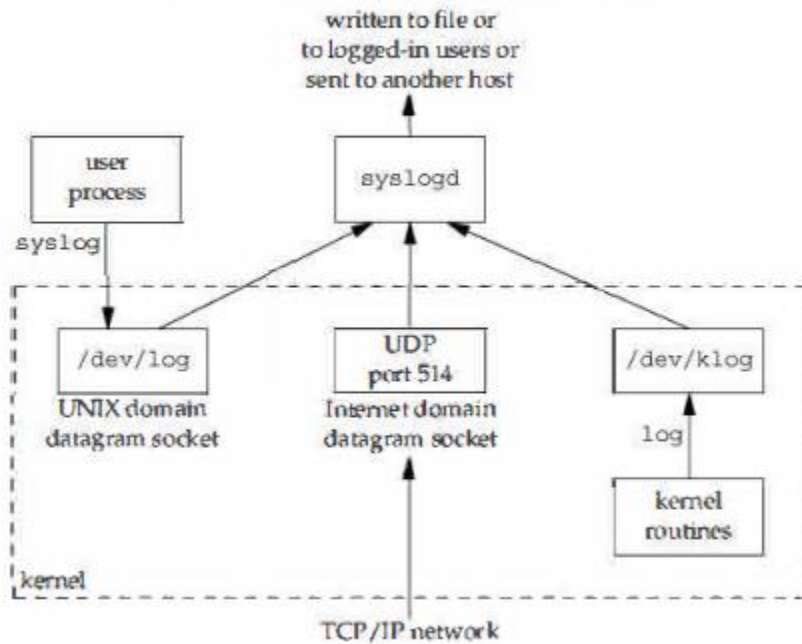 written to file or
to logged-in users or
sent to another host
user
process
syslogd
syslog
/dev/log
UDP
port 514
/dev/klog
UNIX domain
datagram socket
Internet domain
datagram socket
log
kernel
routines
kernel
TCP/IP network